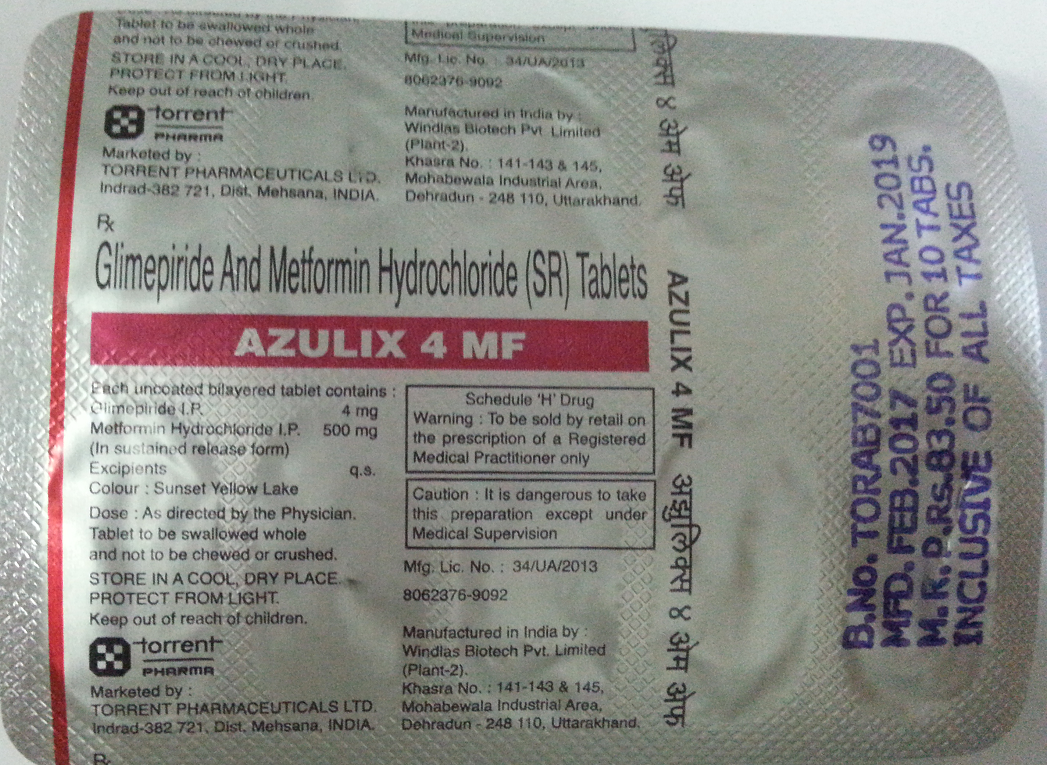 Tablet to be swallowed whole
and not to be chewed or crushed.
STORE IN A COOL, DRY PLACE.
PROTECT FROM LIGHT.
Keep out of reach of children.
torrent
PHARMA
Marketed by :
TORRENT PHARMACEUTICALS LTD.
Indrad-382 721, Dist. Mehsana, INDIA.
Medical Supervision
Mfg. Lic. No. : 34/UA/2013
8062376-9092
Manufactured in India by :
Windlas Biotech Pvt. Limited
(Plant-2).
Khasra No. : 141-143 & 145,
Mohabewala Industrial Area,
Dehradun - 248 110, Uttarakhand.
Rx
Glimepiride And Metformin Hydrochloride (SR) Tablets
AZULIX 4 MF
Each uncoated bilayered tablet contains :
Glimepiride I.P. 4 mg
Metformin Hydrochloride I.P. 500 mg
(In sustained release form)
Excipients q.s.
Colour : Sunset Yellow Lake
Dose : As directed by the Physician.
Tablet to be swallowed whole
and not to be chewed or crushed.
STORE IN A COOL, DRY PLACE.
PROTECT FROM LIGHT.
Keep out of reach of children.
torrent
PHARMA
Marketed by :
TORRENT PHARMACEUTICALS LTD.
Indrad-382 721, Dist. Mehsana, INDIA.
Schedule 'H' Drug
Warning : To be sold by retail on
the prescription of a Registered
Medical Practitioner only
Caution : It is dangerous to take
this preparation except under
Medical Supervision
Mfg. Lic. No. : 34/UA/2013
8062376-9092
Manufactured in India by :
Windlas Biotech Pvt. Limited
(Plant-2).
Khasra No. : 141-143 & 145,
Mohabewala Industrial Area,
Dehradun - 248 110, Uttarakhand.
Rx
४ अेम अेफ AZULIX 4 MF अझुलिक्स ४ अेम अेफ
B.No. TORAB7001
MFD. FEB.2017 EXP. JAN.2019
M.R.P.Rs.83.50 FOR 10 TABS.
INCLUSIVE OF ALL TAXES